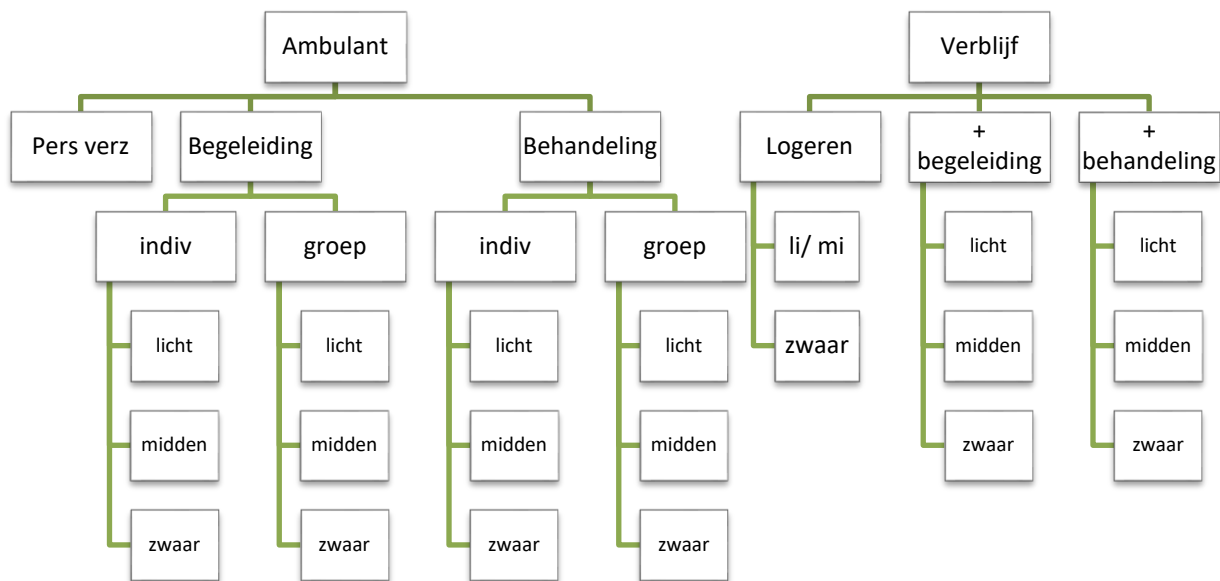 Ambulant
Verblijf
Pers verz
Begeleiding
Behandeling
Logeren
+
begeleiding
+
behandeling
indiv
groep
indiv
groep
li/ mi
licht
licht
licht
licht
licht
licht
zwaar
midden
midden
midden
midden
midden
midden
zwaar
zwaar
zwaar
zwaar
zwaar
zwaar